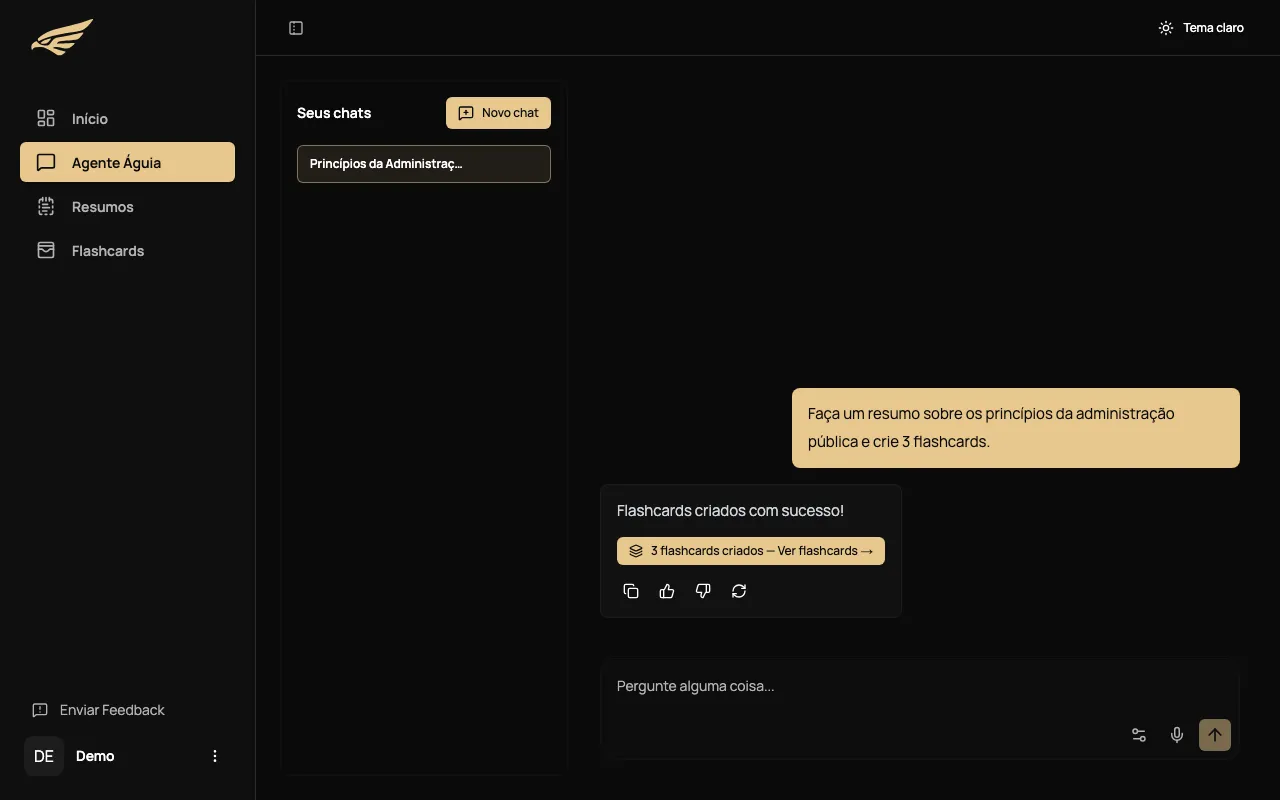 Tema claro
Início
Agente Águia
Resumos
Flashcards
Seus chats
Novo chat
Princípios da Administraç...
Faça um resumo sobre os princípios da administração
pública e crie 3 flashcards.
Flashcards criados com sucesso!
3 flashcards criados — Ver flashcards →
Pergunte alguma coisa...
Enviar Feedback
DE
Demo